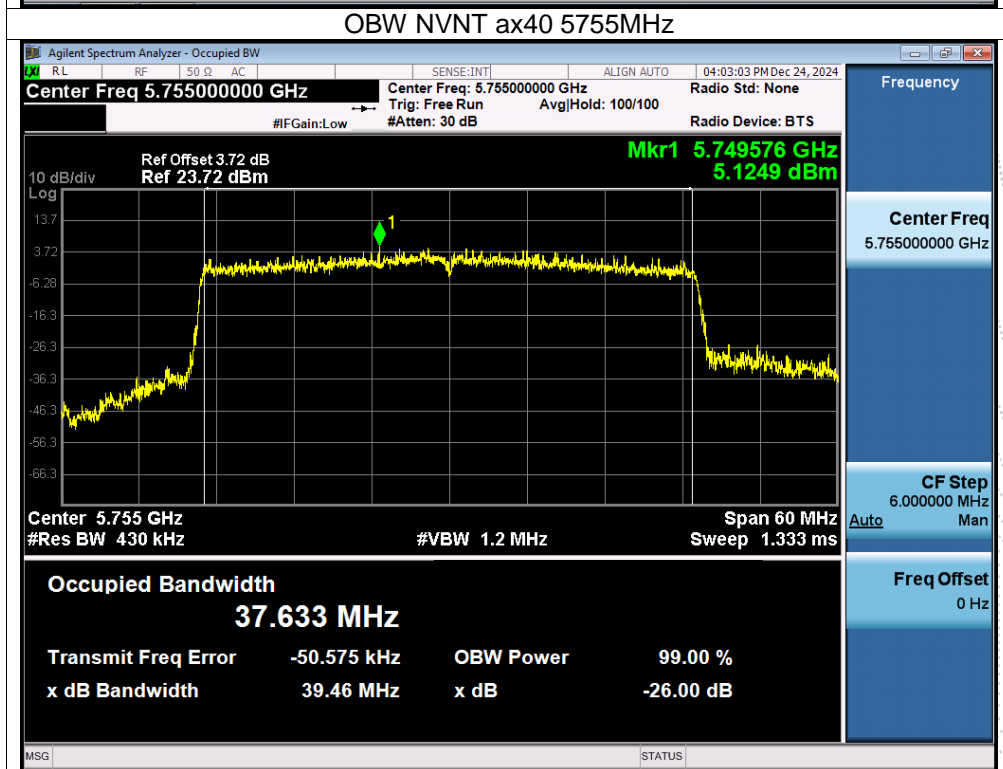 OBW NVNT ax40 5755MHz
Agilent Spectrum Analyzer - Occupied BW
LXI RL RF 50 Ω AC SENSE:INT ALIGN AUTO 04:03:03 PM Dec 24, 2024
Center Freq 5.755000000 GHz
Center Freq: 5.755000000 GHz
Radio Std: None
Trig: Free Run Avg|Hold: 100/100
#IFGain:Low
#Atten: 30 dB
Radio Device: BTS
Frequency
Mkr1 5.749576 GHz
5.1249 dBm
Ref Offset 3.72 dB
10 dB/div Ref 23.72 dBm
Log
1
13.7
3.72
-6.28
-16.3
-26.3
-36.3
-46.3
-56.3
-66.3
Center 5.755 GHz
Span 60 MHz
#Res BW 430 kHz
#VBW 1.2 MHz
Sweep 1.333 ms
Center Freq
5.755000000 GHz
CF Step
6.000000 MHz
Auto Man
Freq Offset
0 Hz
Occupied Bandwidth
37.633 MHz
Transmit Freq Error -50.575 kHz OBW Power 99.00 %
x dB Bandwidth 39.46 MHz x dB -26.00 dB
MSG STATUS